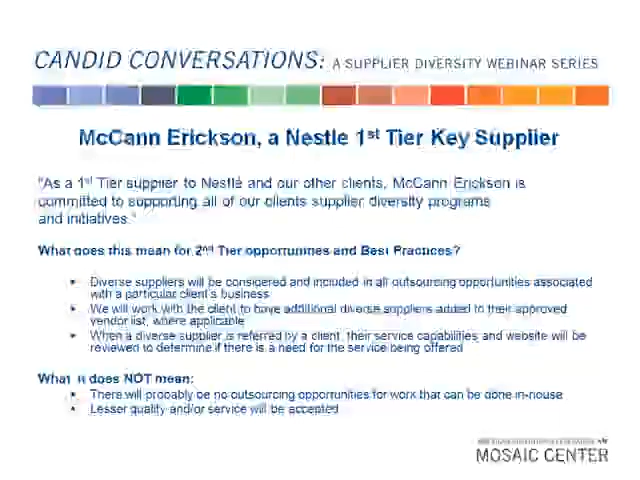 CANDID CONVERSATIONS: A SUPPLIER DIVERSITY WEBINAR SERIES
McCann Erickson, a Nestle 1st Tier Key Supplier
"As a 1st Tier supplier to Nestlé and our other clients, McCann Erickson is
committed to supporting all of our clients supplier diversity programs
and initiatives."
What does this mean for 2nd Tier opportunities and Best Practices?
• Diverse suppliers will be considered and included in all outsourcing opportunities associated
with a particular client's business
• We will work with the client to have additional diverse suppliers added to their approved
vendor list, where applicable
• When a diverse supplier is referred by a client, their service capabilities and website will be
reviewed to determine if there is a need for the service being offered
What it does NOT mean:
• There will probably be no outsourcing opportunities for work that can be done in-house
• Lesser quality and/or service will be accepted
MOSAIC CENTER